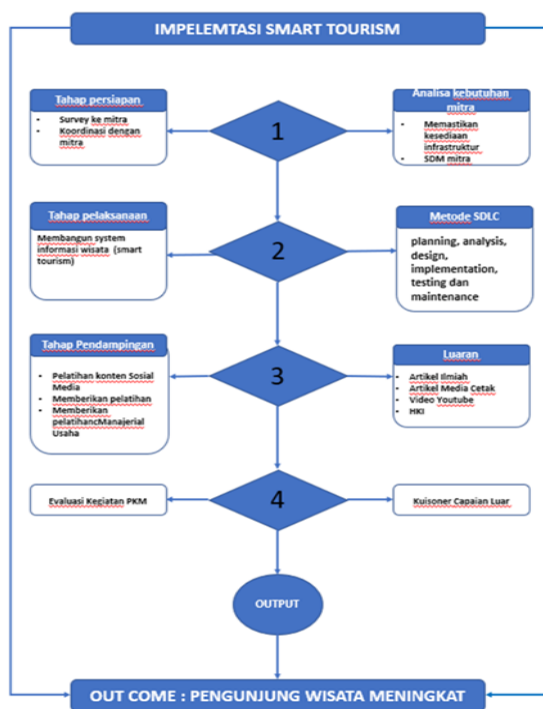 IMPELEMTASI SMART TOURISM
Tahap persiapan
• Survey ke mitra
• Koordinasi dengan
mitra
1
Analisa kebutuhan
mitra
• Memastikan
kesediaan
infrastruktur
• SDM mitra
Tahap pelaksanaan
Membangun system
informasi wisata (smart
tourism)
2
Metode SDLC
planning, analysis,
design,
implementation,
testing dan
maintenance
Tahap Pendampingan
• Pelatihan konten Sosial
Media
• Memberikan pelatihan
• Memberikan
pelatihancManajerial
Usaha
3
Luaran
• Artikel Ilmiah
• Artikel Media Cetak
• Video Youtube
• HKI
Evaluasi Kegiatan PKM
4
Kuisoner Capaian Luar
OUTPUT
OUT COME : PENGUNJUNG WISATA MENINGKAT